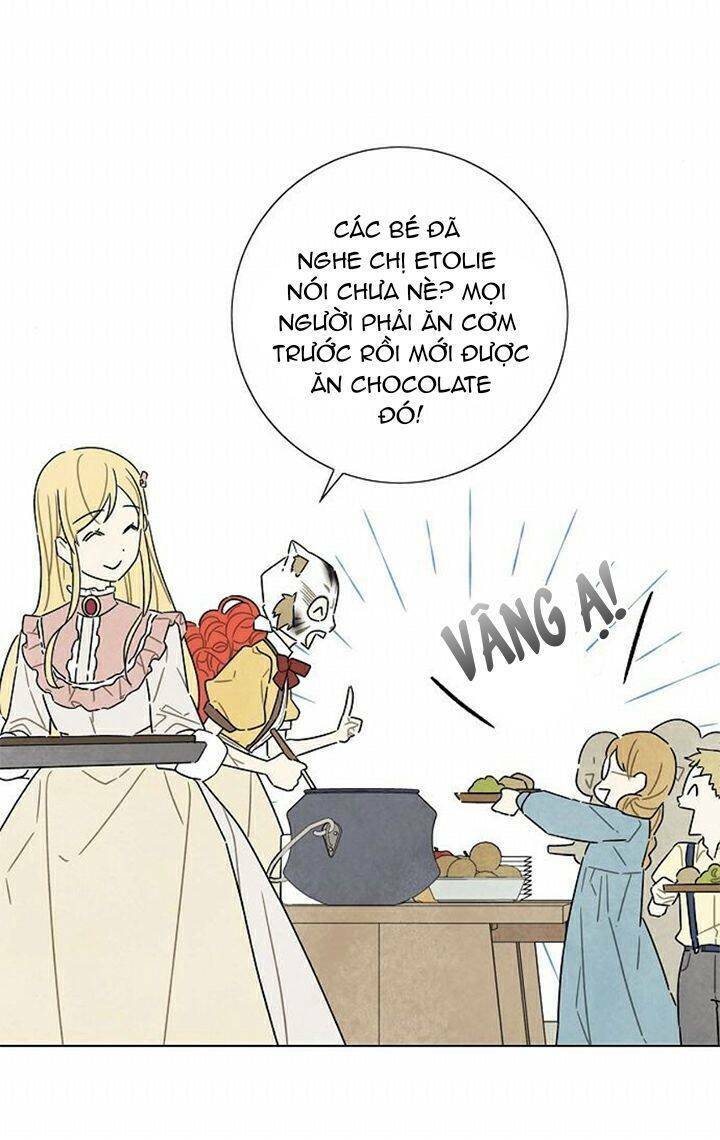 CÁC BÉ ĐÃ
NGHE CHỊ ETOLIE
NÓI CHƯA NÈ? MỌI
NGƯỜI PHẢI ĂN CƠM
TRƯỚC RỒI MỚI ĐƯỢC
ĂN CHOCOLATE
ĐÓ!
VÂNG Ạ!